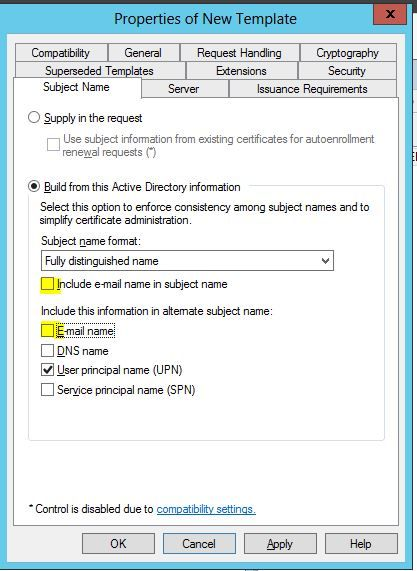 Properties of New Template
x
Compatibility General Request Handling Cryptography
Superseded Templates Extensions Security
Subject Name Server Issuance Requirements
Supply in the request
Use subject information from existing certificates for autoenrollment
renewal requests (*)
Build from this Active Directory information
Select this option to enforce consistency among subject names and to
simplify certificate administration.
Subject name format:
Fully distinguished name
Include e-mail name in subject name
Include this information in alternate subject name:
E-mail name
DNS name
User principal name (UPN)
Service principal name (SPN)
* Control is disabled due to compatibility settings.
OK Cancel Apply Help